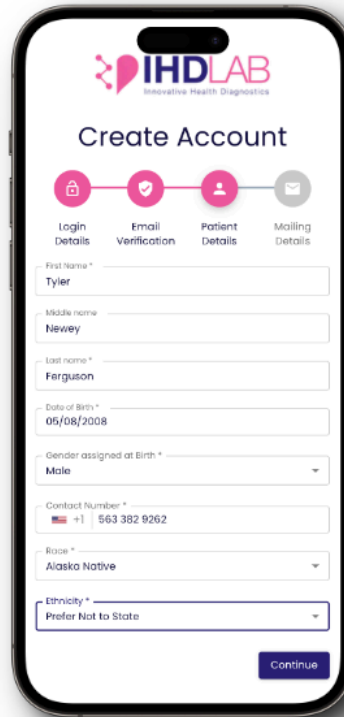 IHDLAB
Innovative Health Diagnostics
Create Account
Login Details
Email Verification
Patient Details
Mailing Details
First Name *
Tyler
Middle name
Newey
Last name *
Ferguson
Date of Birth *
05/08/2008
Gender assigned at Birth *
Male
Contact Number *
+1 563 382 9262
Race *
Alaska Native
Ethnicity *
Prefer Not to State
Continue